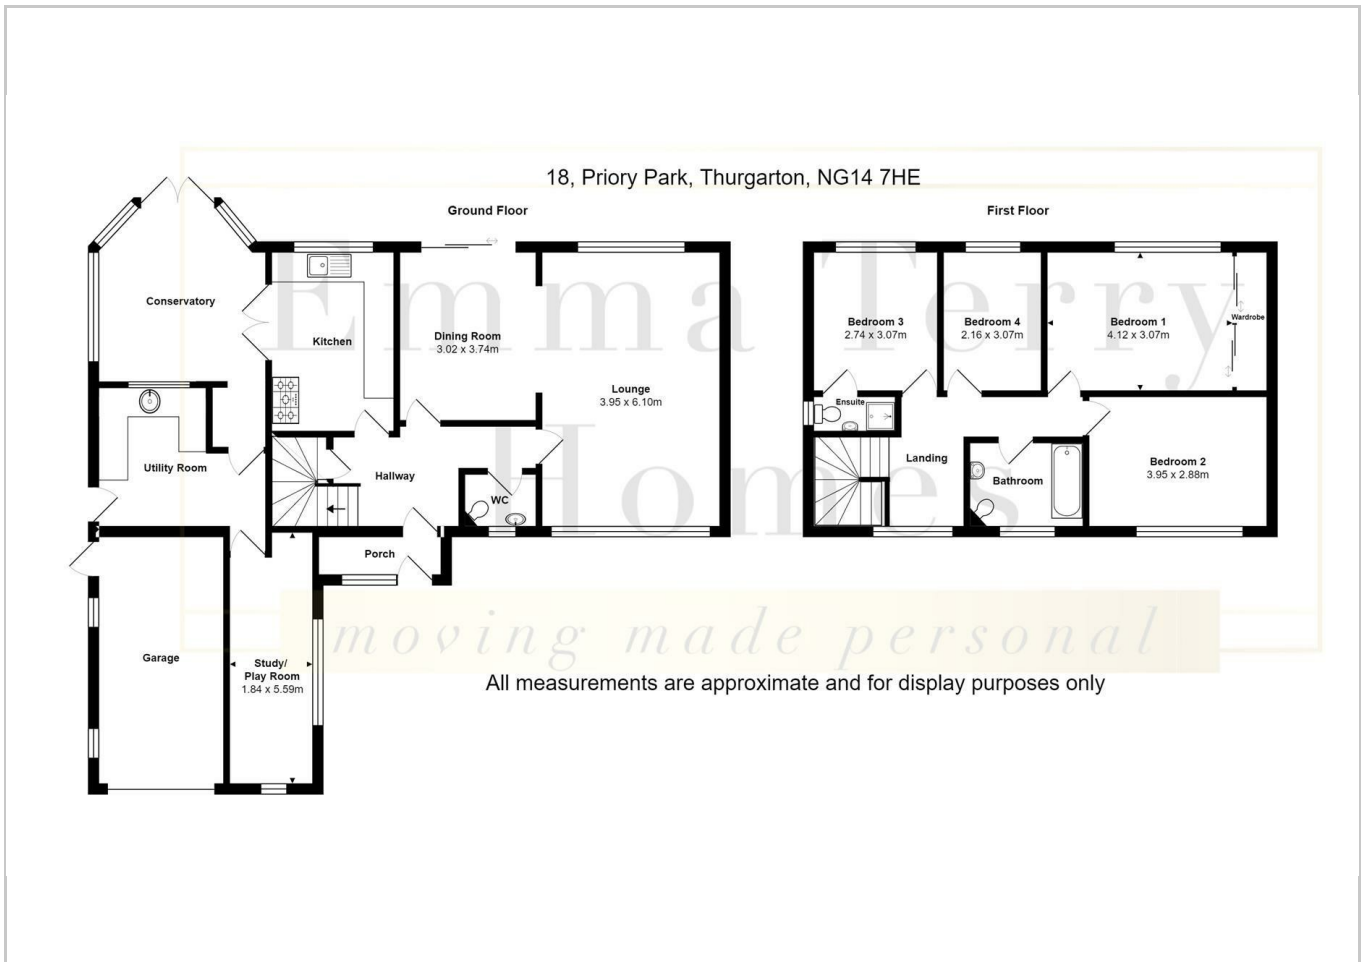 18, Priory Park, Thurgarton, NG14 7HE
Ground Floor
First Floor
Emma Terry
Homes
moving made personal
Conservatory
Kitchen
Dining Room
3.02 x 3.74m
Lounge
3.95 x 6.10m
Utility Room
Hallway
WC
Porch
Garage
Study/
Play Room
1.84 x 5.59m
Bedroom 3
2.74 x 3.07m
Bedroom 4
2.16 x 3.07m
Bedroom 1
4.12 x 3.07m
Wardrobe
Ensuite
Landing
Bathroom
Bedroom 2
3.95 x 2.88m
All measurements are approximate and for display purposes only